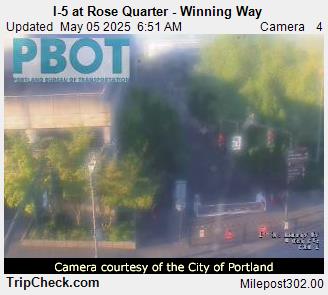 I-5 at Rose Quarter - Winning Way
Updated May 05 2025 6:51 AM Camera 4
PBOT
PORTLAND BUREAU OF TRANSPORTATION
Camera courtesy of the City of Portland
TripCheck.com Milepost302.00